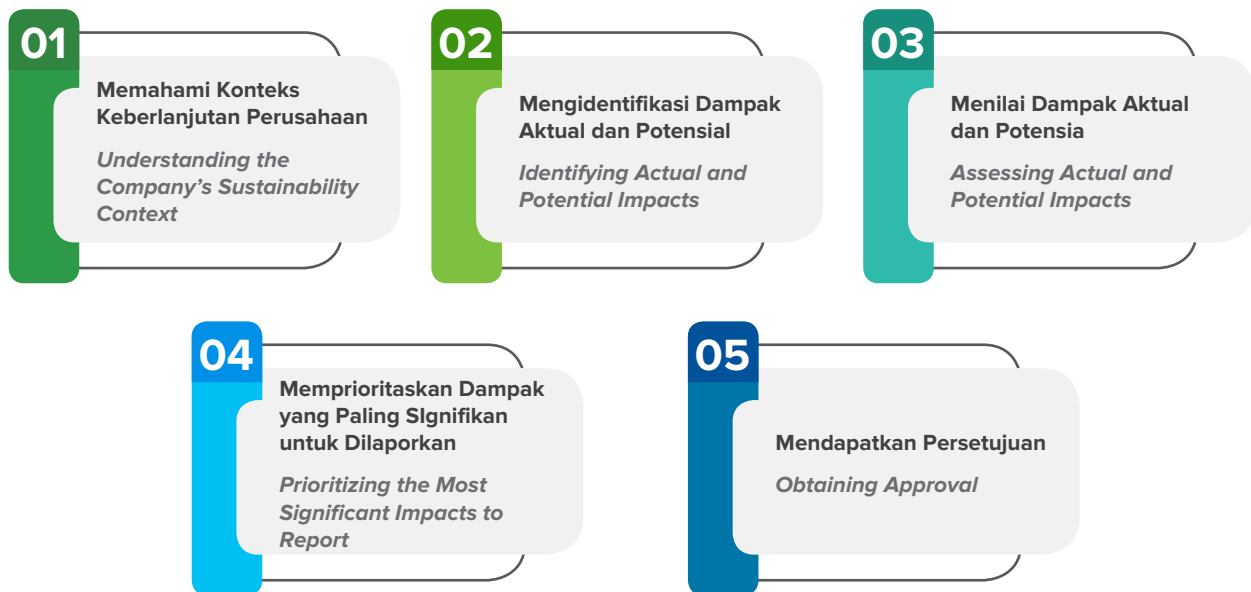 01
Memahami Konteks
Keberlanjutan Perusahaan
Understanding the
Company’s Sustainability
Context
02
Mengidentifikasi Dampak
Aktual dan Potensial
Identifying Actual and
Potential Impacts
03
Menilai Dampak Aktual
dan Potensia
Assessing Actual and
Potential Impacts
04
Memprioritaskan Dampak
yang Paling SIgnifikan
untuk Dilaporkan
Prioritizing the Most
Significant Impacts to
Report
05
Mendapatkan Persetujuan
Obtaining Approval